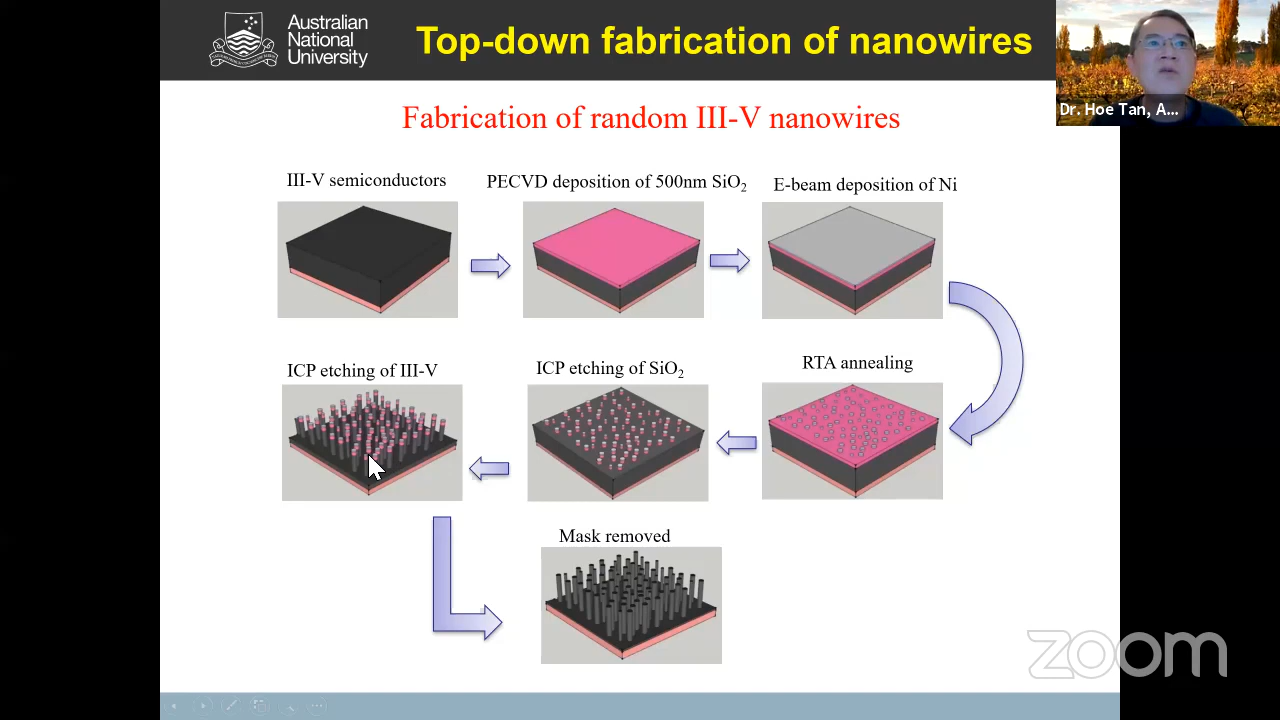 Australian
National
University
Top-down fabrication of nanowires
Dr. Hoe Tan, A...
Fabrication of random III-V nanowires
III-V semiconductors
PECVD deposition of 500nm SiO₂
E-beam deposition of Ni
ICP etching of III-V
ICP etching of SiO₂
RTA annealing
Mask removed
zoom